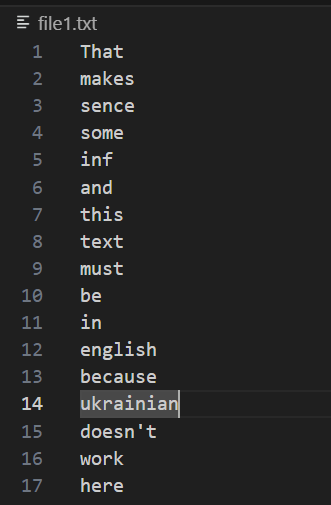 file1.txt
1 That
2 makes
3 sence
4 some
5 inf
6 and
7 this
8 text
9 must
10 be
11 in
12 english
13 because
14 ukrainian
15 doesn't
16 work
17 here